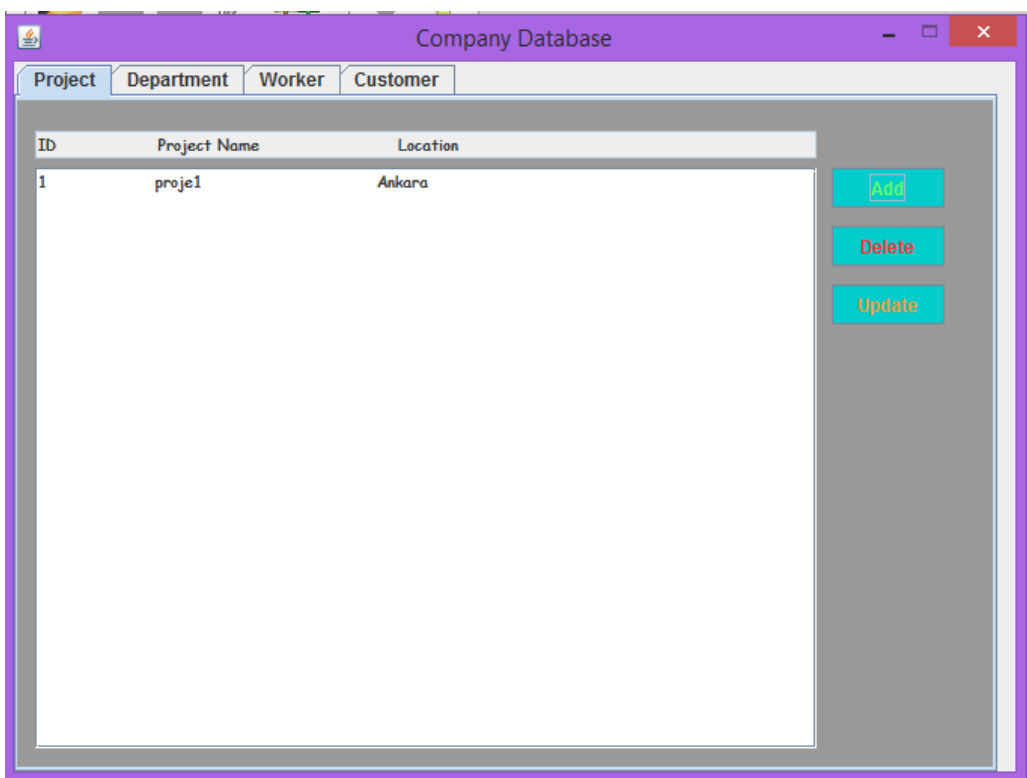 Company Database
Project Department Worker Customer
ID Project Name Location
1 proje1 Ankara
Add
Delete
Update